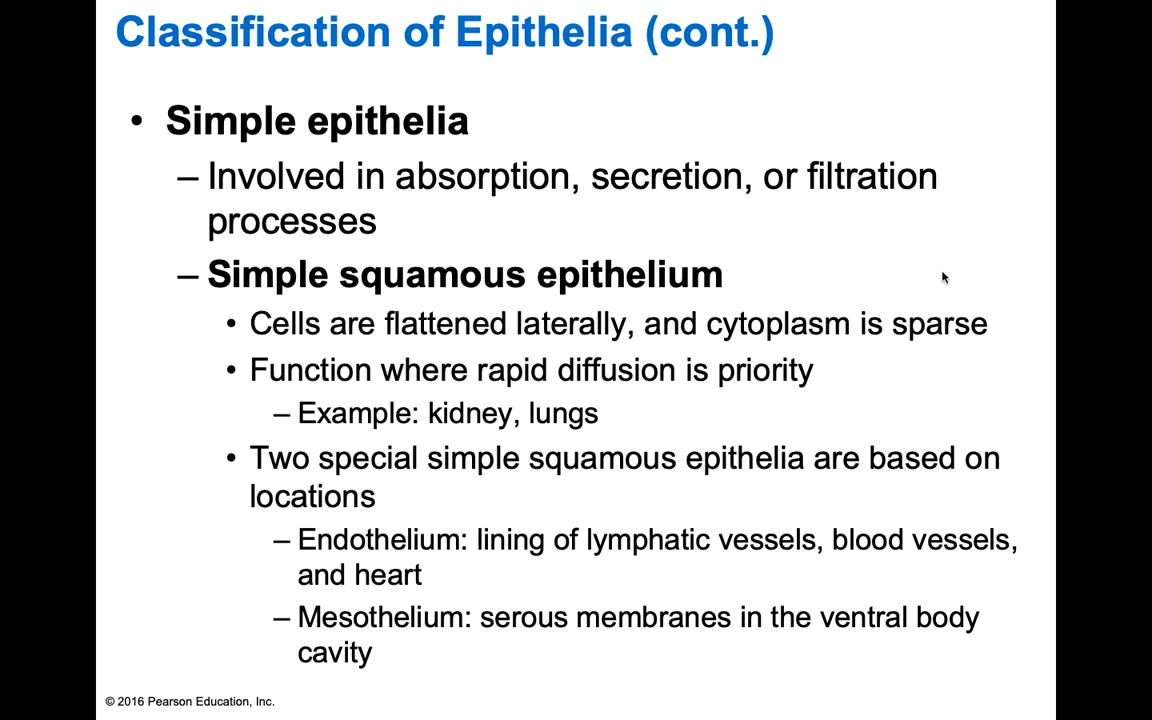 Classification of Epithelia (cont.)
• Simple epithelia
– Involved in absorption, secretion, or filtration
processes
– Simple squamous epithelium
• Cells are flattened laterally, and cytoplasm is sparse
• Function where rapid diffusion is priority
– Example: kidney, lungs
• Two special simple squamous epithelia are based on
locations
– Endothelium: lining of lymphatic vessels, blood vessels,
and heart
– Mesothelium: serous membranes in the ventral body
cavity
© 2016 Pearson Education, Inc.